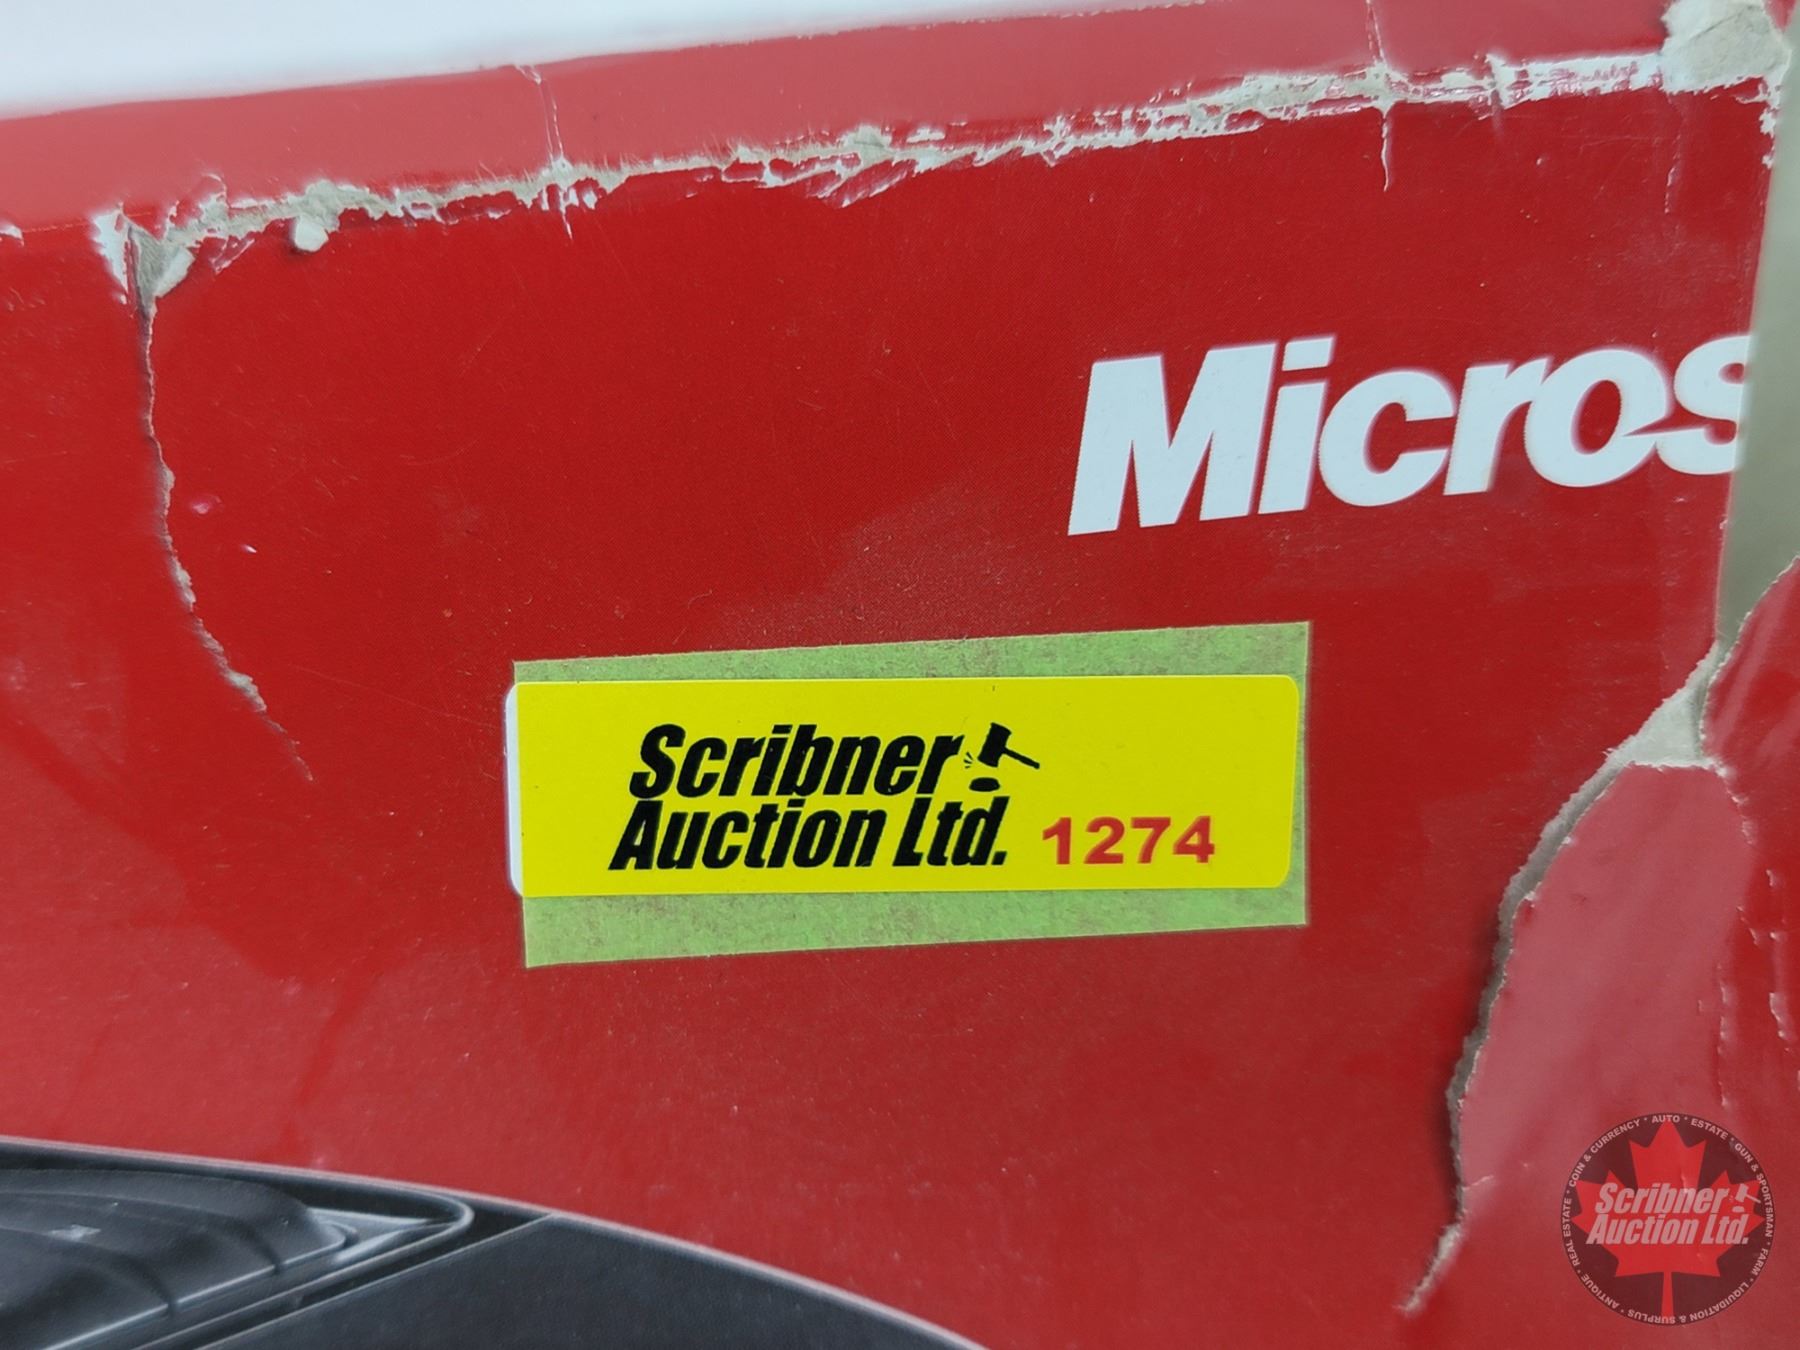 Micros
Scribner
Auction Ltd. 1274
COIN & CURRENCY • AUTO • ESTATE • GUN & SPORTSMAN • FARM • LIQUIDATION & SURPLUS • ANTIQUE • REAL ESTATE •
Scribner
Auction Ltd.